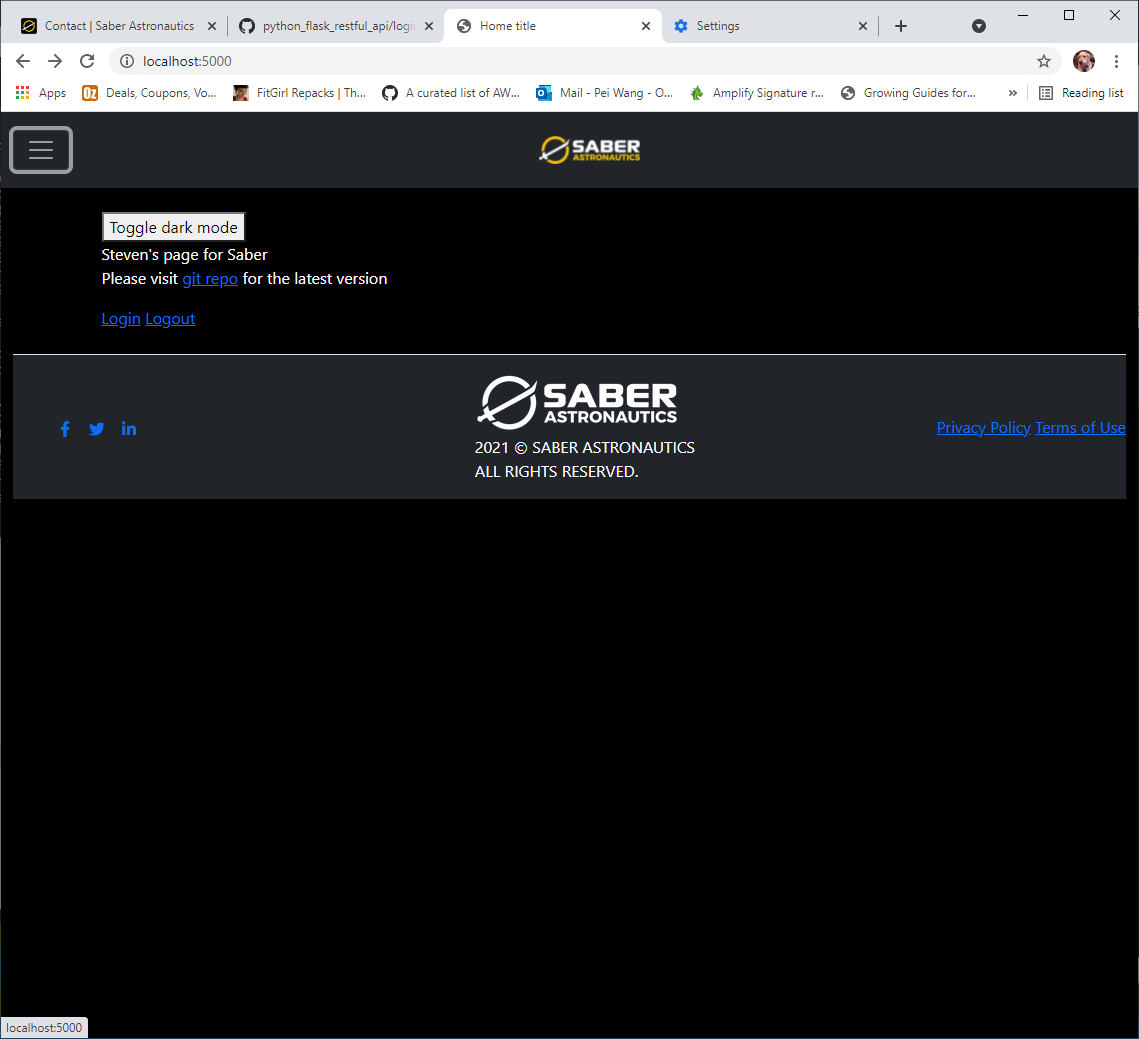 Contact | Saber Astronautics
python_flask_restful_api/logi
Home title
Settings
localhost:5000
Apps
OZ Deals, Coupons, Vo...
FitGirl Repacks | Th...
A curated list of AW...
Mail - Pei Wang - O...
Amplify Signature r...
Growing Guides for...
»
Reading list
SABER
ASTRONAUTICS
Toggle dark mode
Steven's page for Saber
Please visit git repo for the latest version
Login Logout
SABER
ASTRONAUTICS
2021 © SABER ASTRONAUTICS
ALL RIGHTS RESERVED.
Privacy Policy Terms of Use
localhost:5000